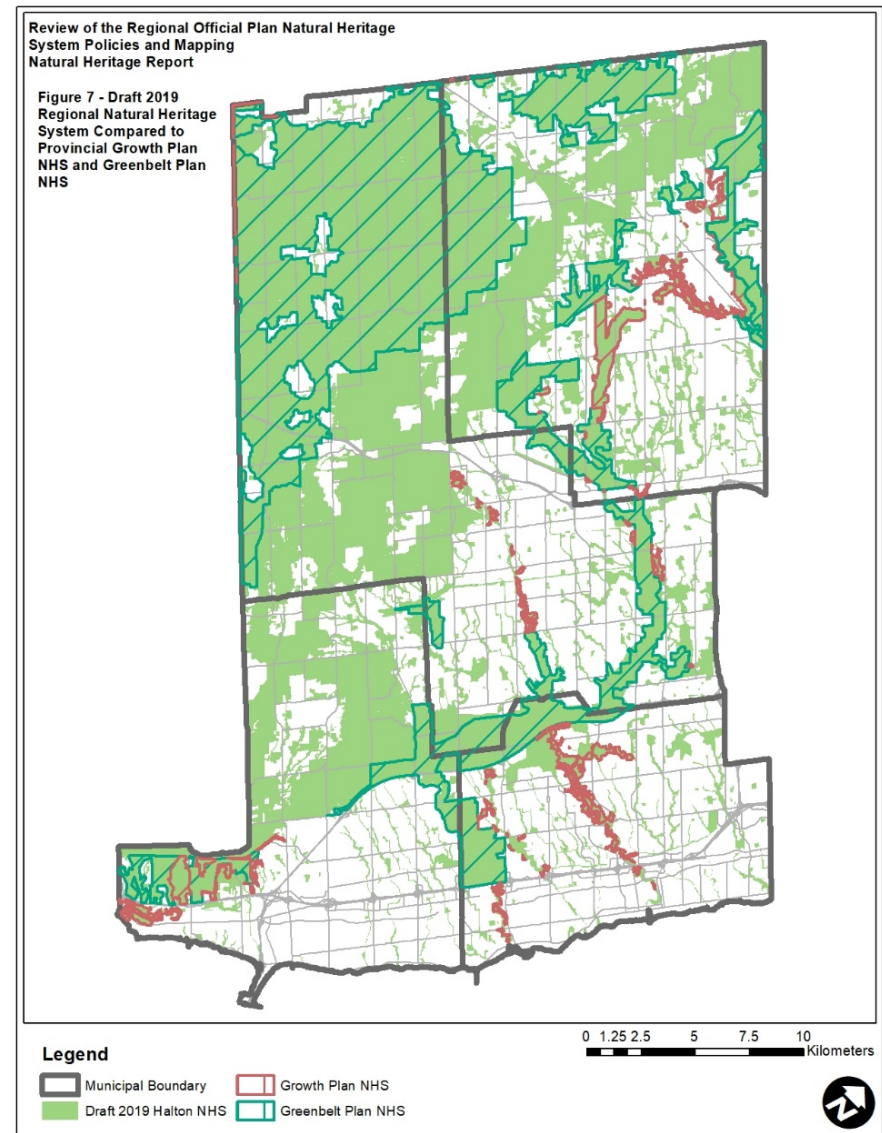 Review of the Regional Official Plan Natural Heritage
System Policies and Mapping
Natural Heritage Report
Figure 7 - Draft 2019
Regional Natural Heritage
System Compared to
Provincial Growth Plan
NHS and Greenbelt Plan
NHS
0 1.25 2.5 5 7.5 10
Kilometers
Legend
Municipal Boundary
Growth Plan NHS
Draft 2019 Halton NHS
Greenbelt Plan NHS
N